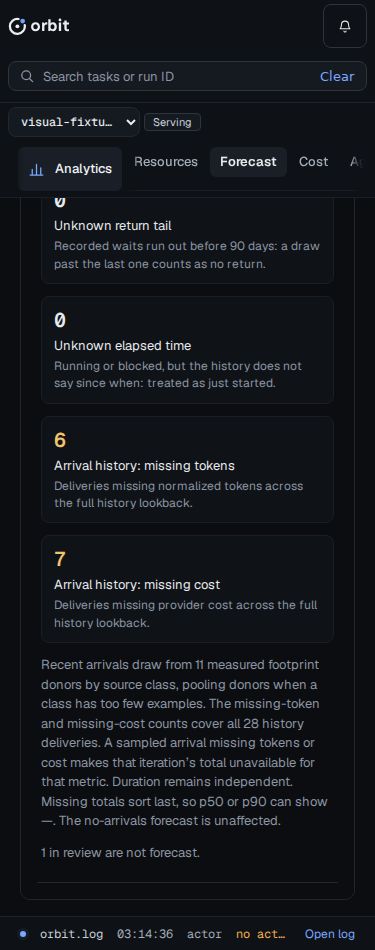 orbit
Search tasks or run ID Clear
visual-fixtu… Serving
Analytics Resources Forecast Cost
0
Unknown return tail
Recorded waits run out before 90 days: a draw
past the last one counts as no return.
0
Unknown elapsed time
Running or blocked, but the history does not
say since when: treated as just started.
6
Arrival history: missing tokens
Deliveries missing normalized tokens across
the full history lookback.
7
Arrival history: missing cost
Deliveries missing provider cost across the full
history lookback.
Recent arrivals draw from 11 measured footprint
donors by source class, pooling donors when a
class has too few examples. The missing-token
and missing-cost counts cover all 28 history
deliveries. A sampled arrival missing tokens or
cost makes that iteration's total unavailable for
that metric. Duration remains independent.
Missing totals sort last, so p50 or p90 can show
—. The no-arrivals forecast is unaffected.
1 in review are not forecast.
orbit.log 03:14:36 actor no act… Open log